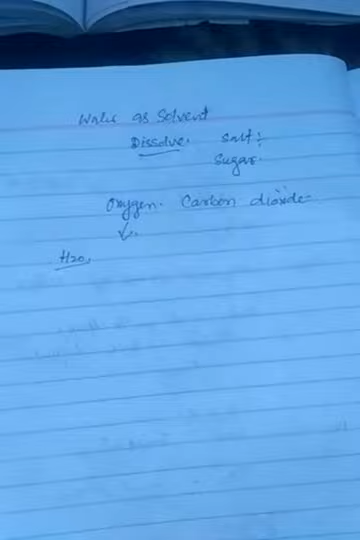 Water as Solvent
Dissolve. Salt:
Sugar.
Oxygen. Carbon dioxide
H2O,